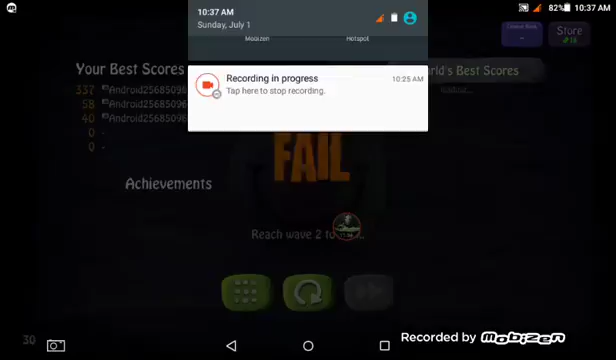 10:37 AM
Sunday, July 1
82% 10:37 AM
Store
Mobizen Hotspot
Your Best Scores
World's Best Scores
Recording in progress 10:25 AM
Tap here to stop recording.
337 Android25685096
58 Android25685096
40 Android25685096
0 -
0 -
FAIL
Achievements
Reach wave 2 to
30
Recorded by Mobizen